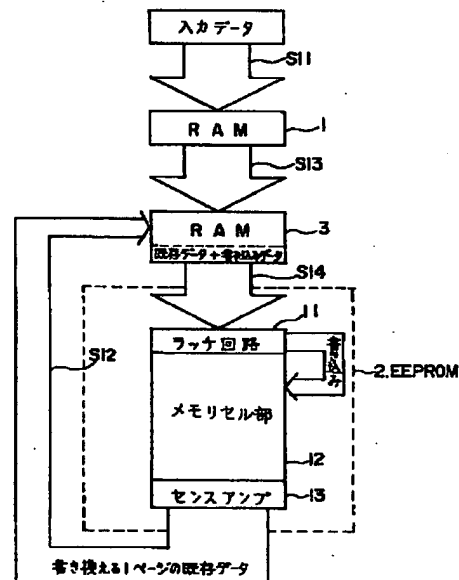 入力データ
S11
RAM
1
S13
RAM
3
既存データ+書き込みデータ
S14
11
ラッチ回路
書込み
S12
2.EEPROM
メモリセル部
12
センスアンプ
13
書き換える1ページの既存データ